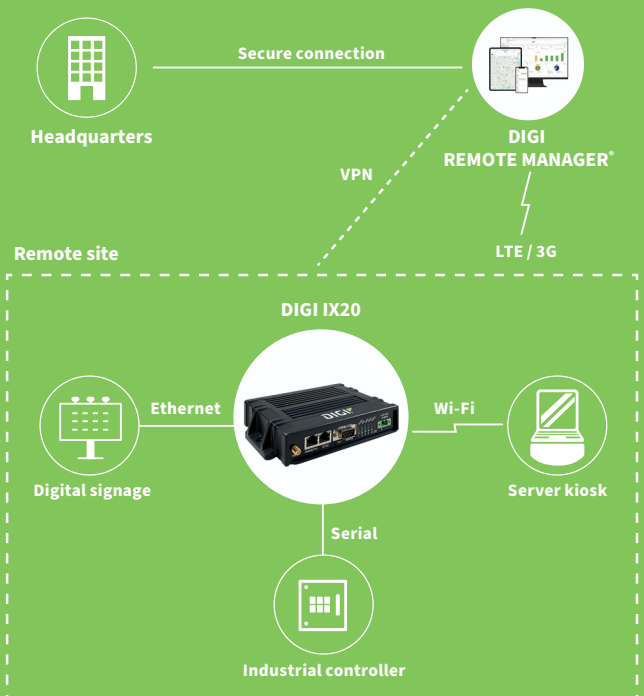 Secure connection
Headquarters
DIGI
REMOTE MANAGER®
VPN
LTE / 3G
Remote site
DIGI IX20
DIGI
Ethernet
Wi-Fi
Digital signage
Server kiosk
Serial
Industrial controller